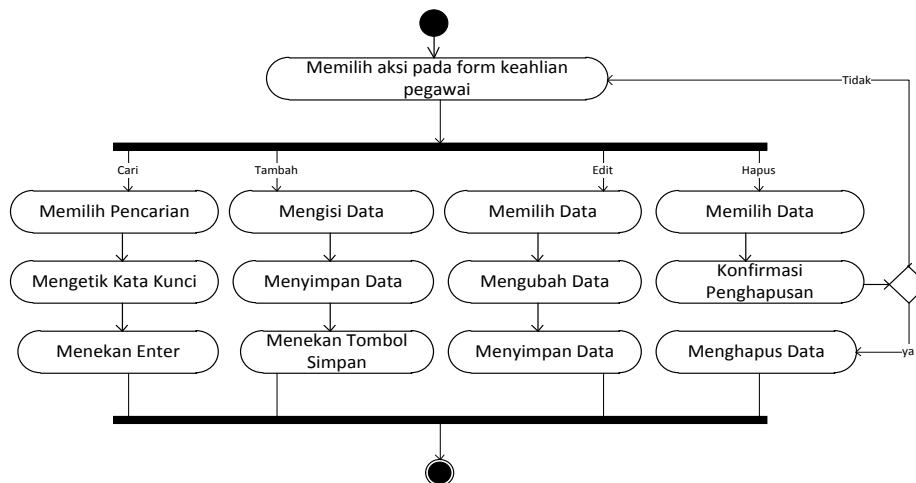 Memilih aksi pada form keahlian
pegawai
Tidak
Cari
Tambah
Edit
Hapus
Memilih Pencarian
Mengisi Data
Memilih Data
Memilih Data
Mengetik Kata Kunci
Menyimpan Data
Mengubah Data
Konfirmasi
Penghapusan
Menekan Enter
Menekan Tombol
Simpan
Menyimpan Data
Menghapus Data
ya